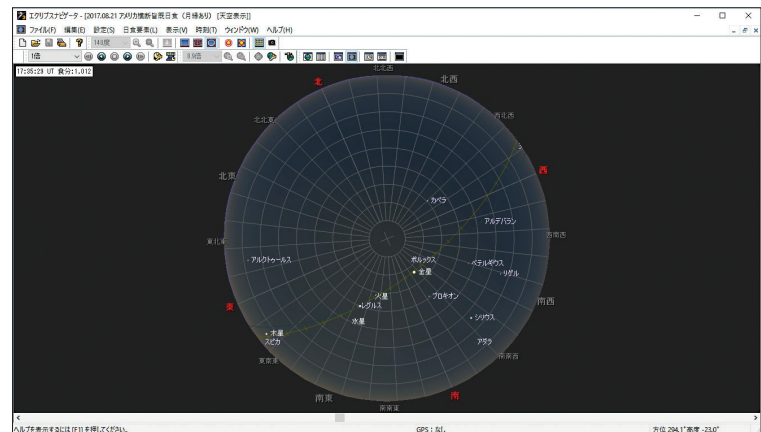 エクリプスナビゲータ - [2017.08.21 アメリカ横断皆既日食 (月縁あり) [天空表示]]
ファイル(F) 編集(E) 設定(S) 日食要素(L) 表示(V) 時刻(T) ウィンドウ(W) ヘルプ(H)
140度
1倍
17:35:28 UT 食分:1.012
北北西
北
北西
北北東
西北西
北東
西
カペラ
アルデバラン
東北東
西南西
アルクトゥールス
ポルックス
ベテルギウス
金星
リゲル
火星
プロキオン
南西
レグルス
東
水星
シリウス
木星
スピカ
アダラ
東南東
南南西
南東
南
南南東
ヘルプを表示するには [F1] を押してください。
GPS : なし
方位 294.1° 高度 -23.0°